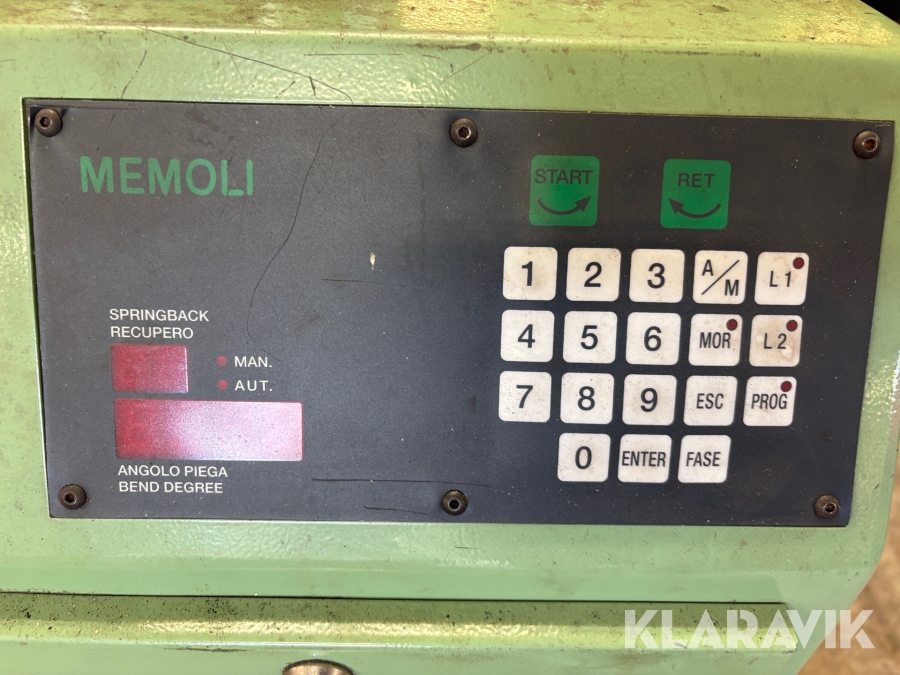 MEMOLI
START
RET
1 2 3 A/M L1
4 5 6 MOR L2
7 8 9 ESC PROG
0 ENTER FASE
SPRINGBACK
RECUPERO
MAN.
AUT.
ANGOLO PIEGA
BEND DEGREE
KLARAVIK